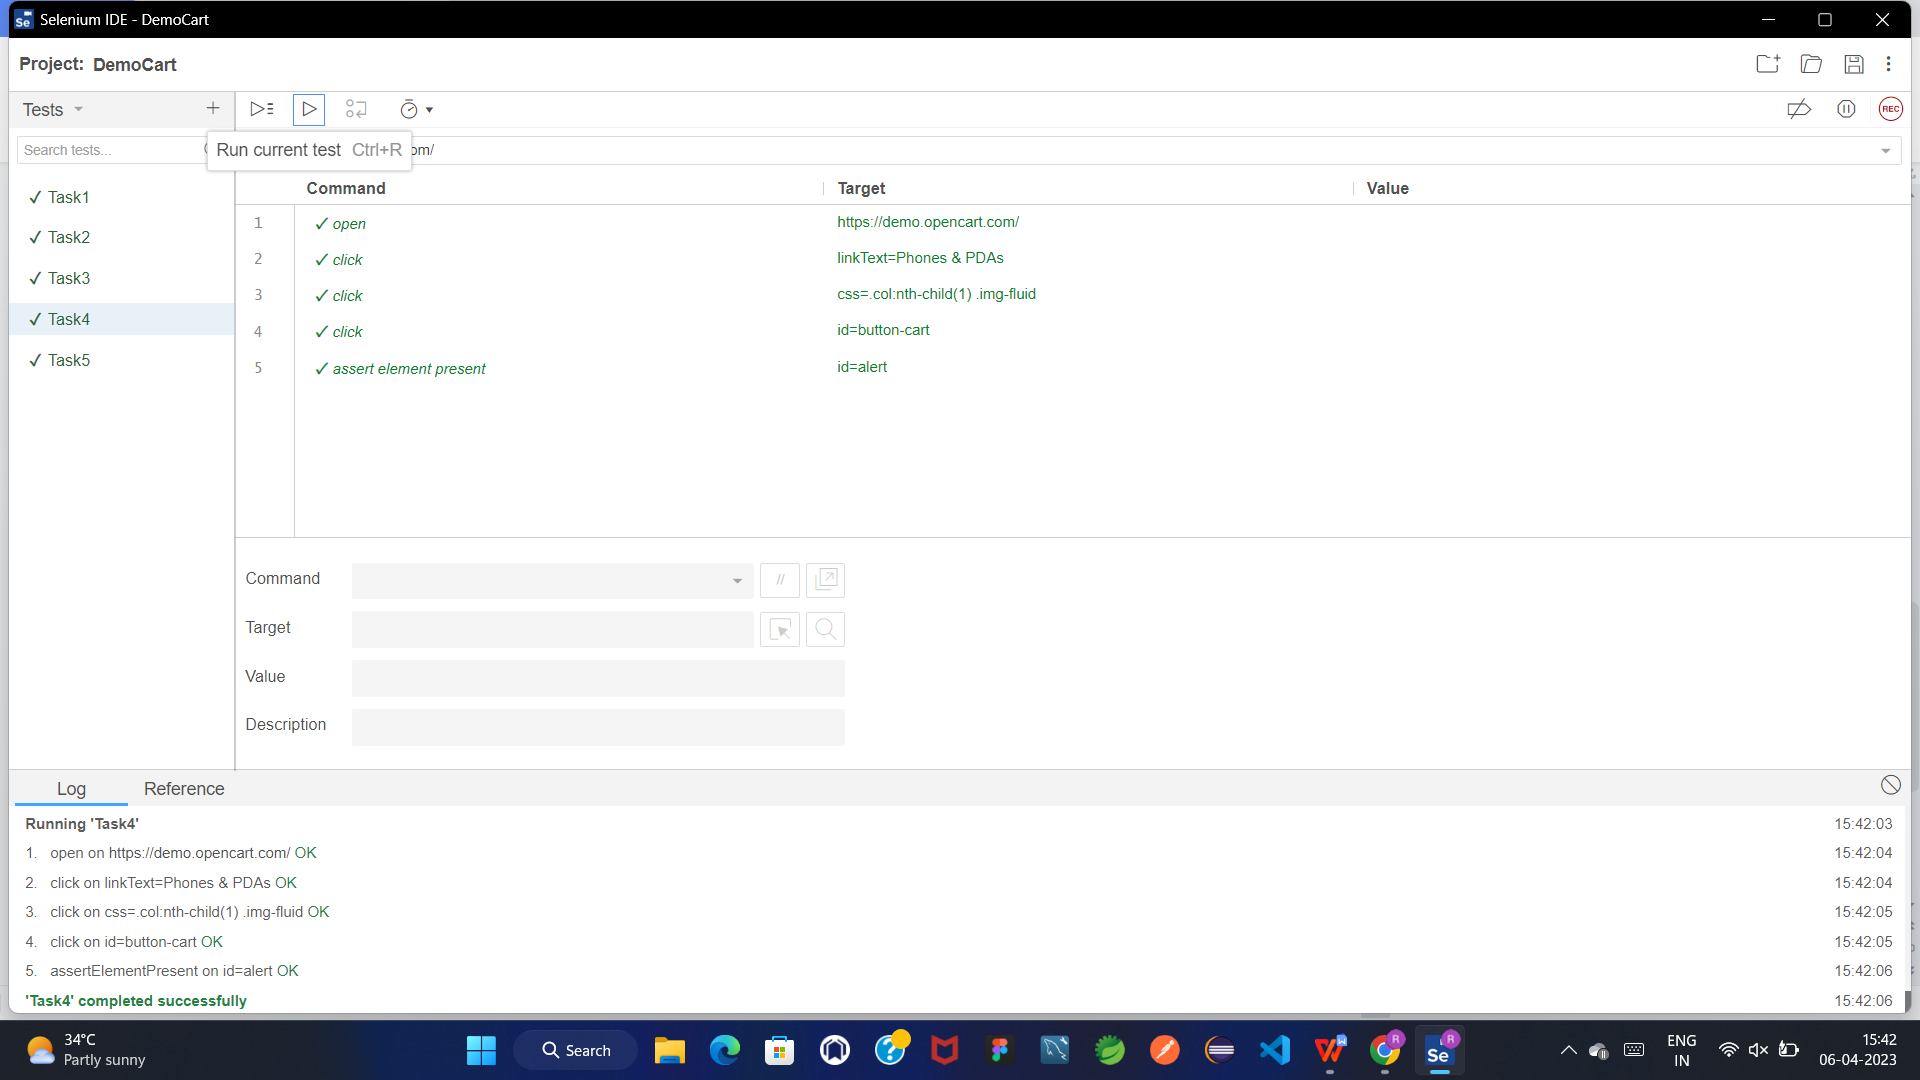 Selenium IDE - DemoCart
Project: DemoCart
Tests
Search tests...
Run current test Ctrl+R
om/
Command Target Value
✓ Task1
✓ Task2
✓ Task3
✓ Task4
✓ Task5
1 ✓ open https://demo.opencart.com/
2 ✓ click linkText=Phones & PDAs
3 ✓ click css=.col:nth-child(1) .img-fluid
4 ✓ click id=button-cart
5 ✓ assert element present id=alert
REC
Command //
Target
Value
Description
Log Reference
Running 'Task4' 15:42:03
1. open on https://demo.opencart.com/ OK 15:42:04
2. click on linkText=Phones & PDAs OK 15:42:04
3. click on css=.col:nth-child(1) .img-fluid OK 15:42:05
4. click on id=button-cart OK 15:42:05
5. assertElementPresent on id=alert OK 15:42:06
'Task4' completed successfully 15:42:06
34°C
Partly sunny
Search
ENG
IN
15:42
06-04-2023